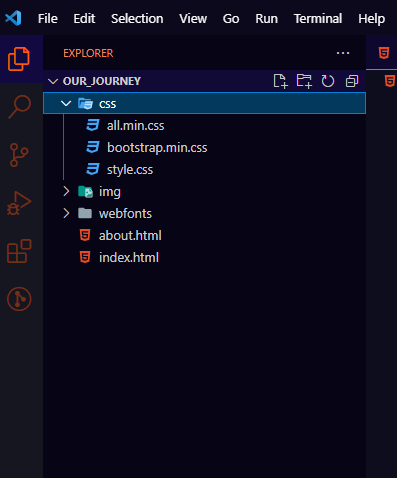 File Edit Selection View Go Run Terminal Help
EXPLORER
OUR_JOURNEY
css
all.min.css
bootstrap.min.css
style.css
img
webfonts
about.html
index.html